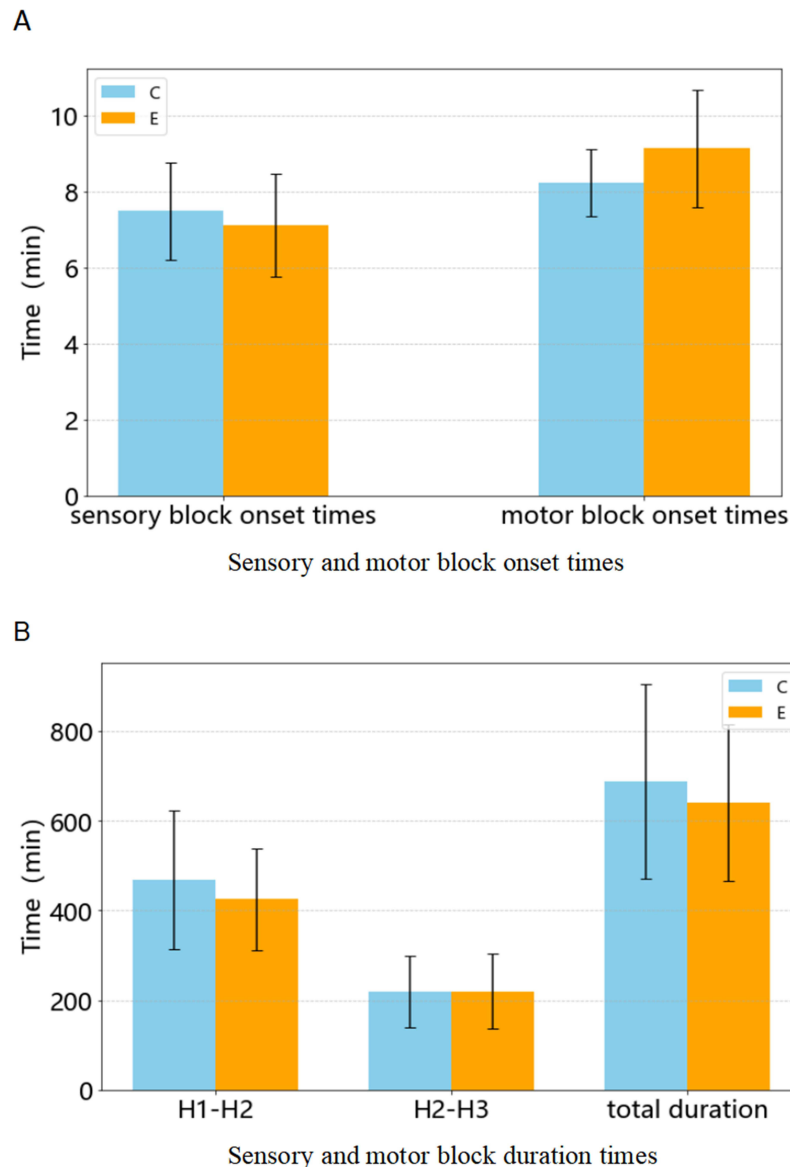 A
C
E
10
8
6
4
2
0
Time (min)
sensory block onset times
motor block onset times
Sensory and motor block onset times
B
C
E
800
600
400
200
0
Time (min)
H1-H2
H2-H3
total duration
Sensory and motor block duration times